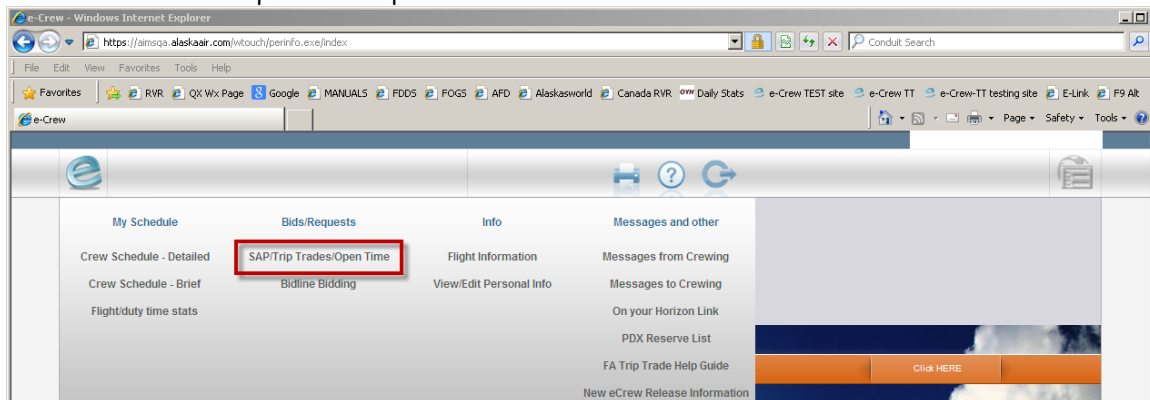 e-Crew - Windows Internet Explorer
https://aimsqa.alaskaair.com/wtouch/perinfo.exe/index Conduit Search
File Edit View Favorites Tools Help
Favorites RVR QX Wx Page Google MANUALS FDDS FOGS AFD Alaskasworld Canada RVR Daily Stats e-Crew TEST site e-Crew TT e-Crew-TT testing site E-Link F9 Alt
e-Crew Page Safety Tools
My Schedule Bids/Requests Info Messages and other
Crew Schedule - Detailed SAP/Trip Trades/Open Time Flight Information Messages from Crewing
Crew Schedule - Brief Bidline Bidding View/Edit Personal Info Messages to Crewing
Flight/duty time stats On your Horizon Link
PDX Reserve List
FA Trip Trade Help Guide Click HERE
New eCrew Release Information